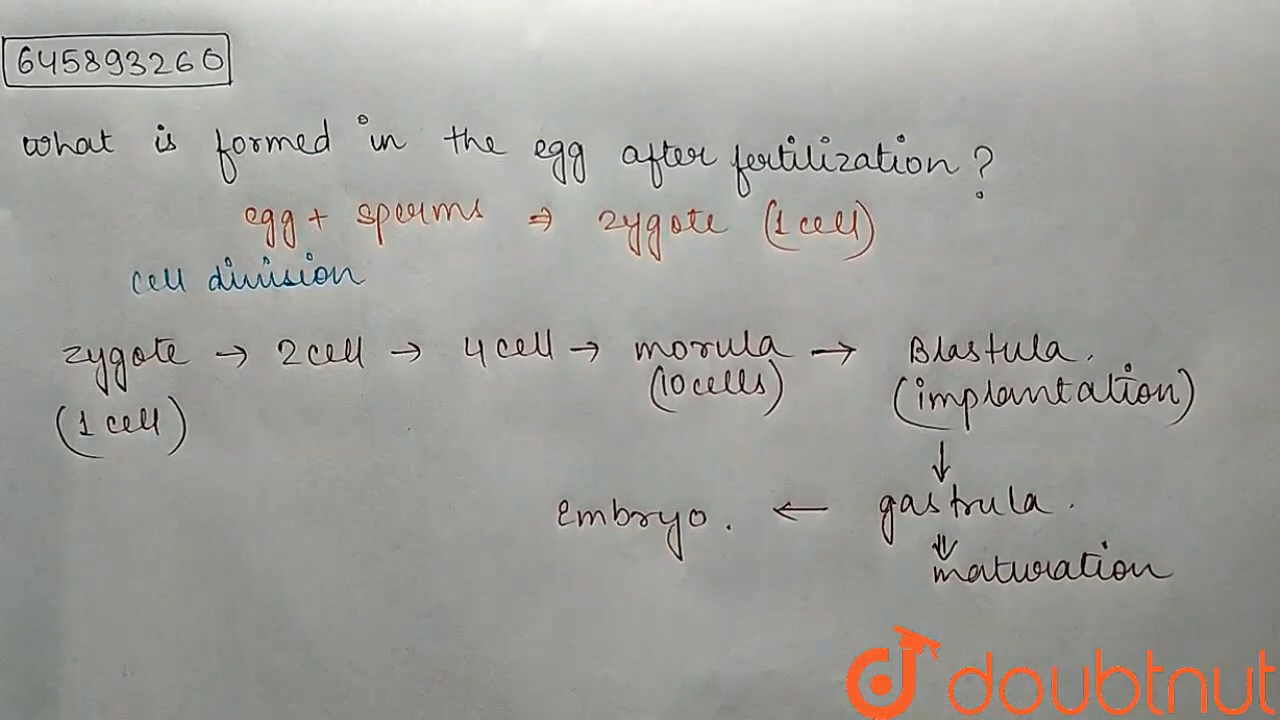 645893260
What is formed in the egg after fertilization?
egg + sperms ⇒ zygote (1 cell)
cell division
zygote → 2 cell → 4 cell → morula → Blastula.
(1 cell) (10 cells) (implantation)
↓
embryo. ← gastrula.
⇓
maturation
doubtnut